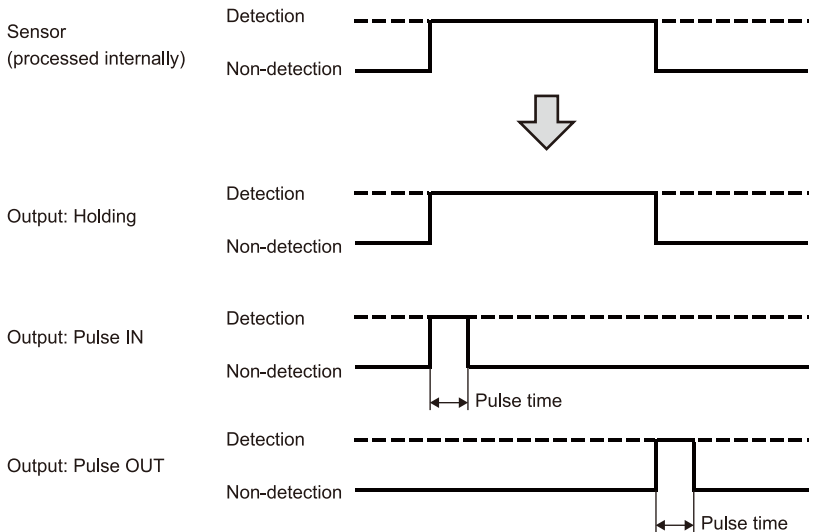 Sensor
(processed internally)
Detection
Non-detection
Output: Holding
Detection
Non-detection
Output: Pulse IN
Detection
Non-detection
Pulse time
Output: Pulse OUT
Detection
Non-detection
Pulse time